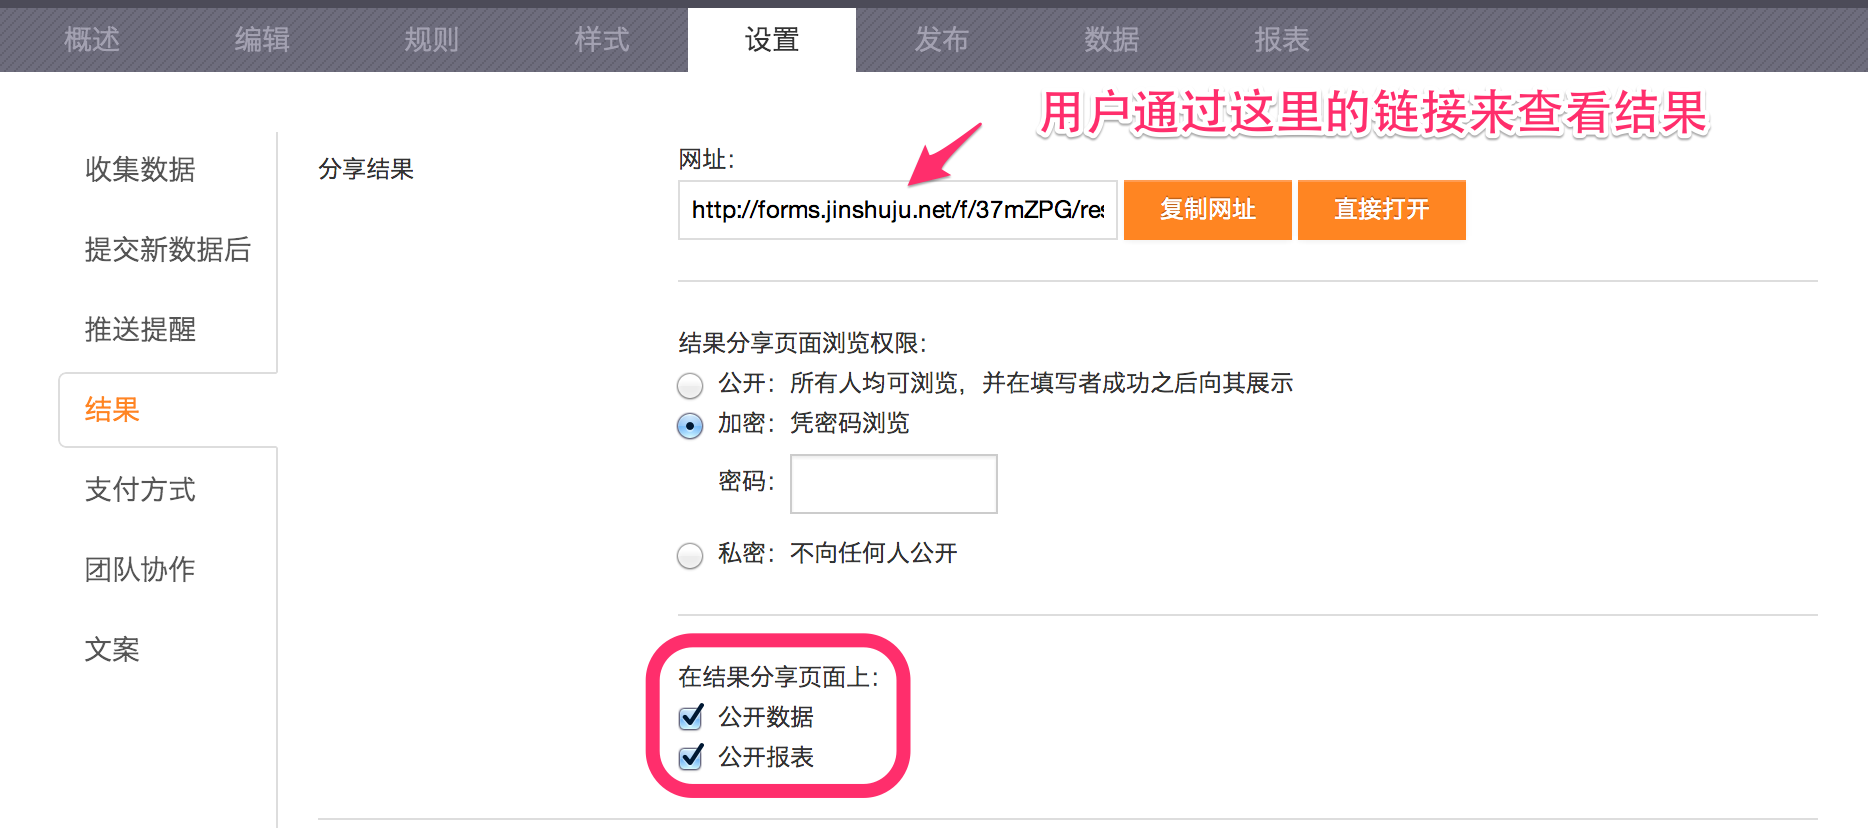 概述 编辑 规则 样式 设置 发布 数据 报表
用户通过这里的链接来查看结果
收集数据
提交新数据后
推送提醒
结果
支付方式
团队协作
文案
分享结果
网址：
http://forms.jinshuju.net/f/37mZPG/res
复制网址 直接打开
结果分享页面浏览权限：
公开：所有人均可浏览，并在填写者成功之后向其展示
加密：凭密码浏览
密码：
私密：不向任何人公开
在结果分享页面上：
公开数据
公开报表